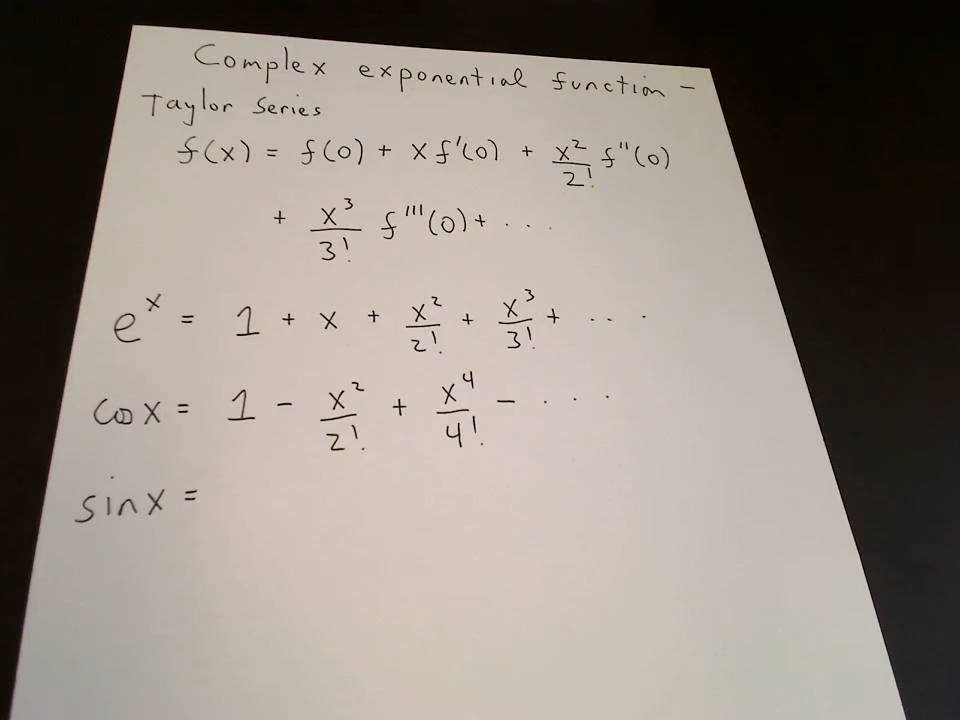 Complex exponential function -
Taylor Series
f(x) = f(0) + x f'(0) + x²/2! f''(0)
+ x³/3! f'''(0) + ...
eˣ = 1 + x + x²/2! + x³/3! + ....
cos x = 1 - x²/2! + x⁴/4! - ....
sin x =